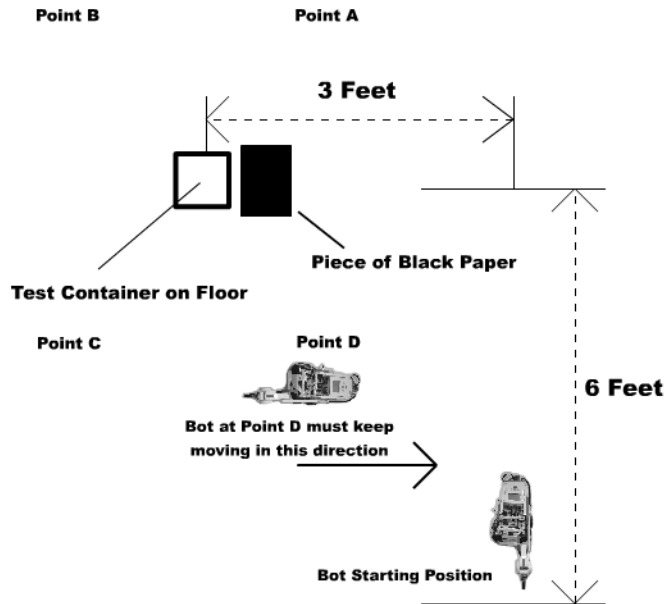 Point B
Point A
3 Feet
Piece of Black Paper
Test Container on Floor
Point C
Point D
6 Feet
Bot at Point D must keep
moving in this direction
Bot Starting Position